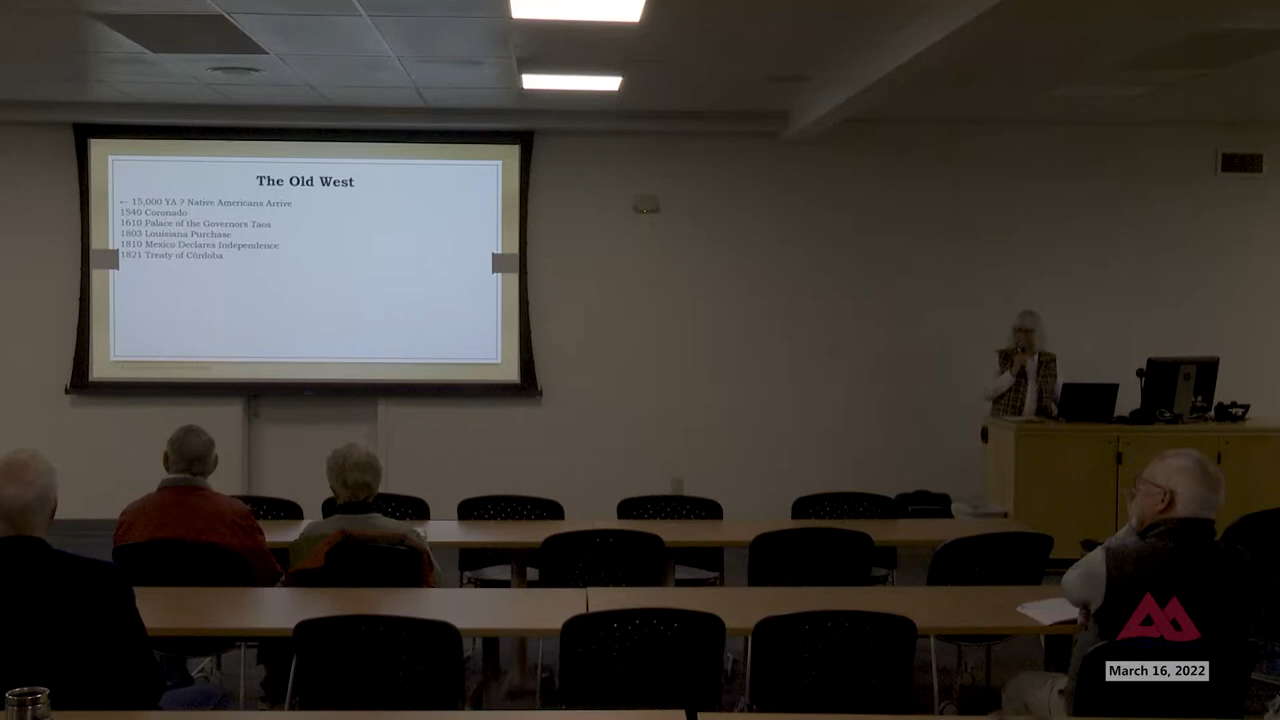 The Old West
← 15,000 YA ? Native Americans Arrive
1540 Coronado
1610 Palace of the Governors Taos
1803 Louisiana Purchase
1810 Mexico Declares Independence
1821 Treaty of Córdoba
March 16, 2022